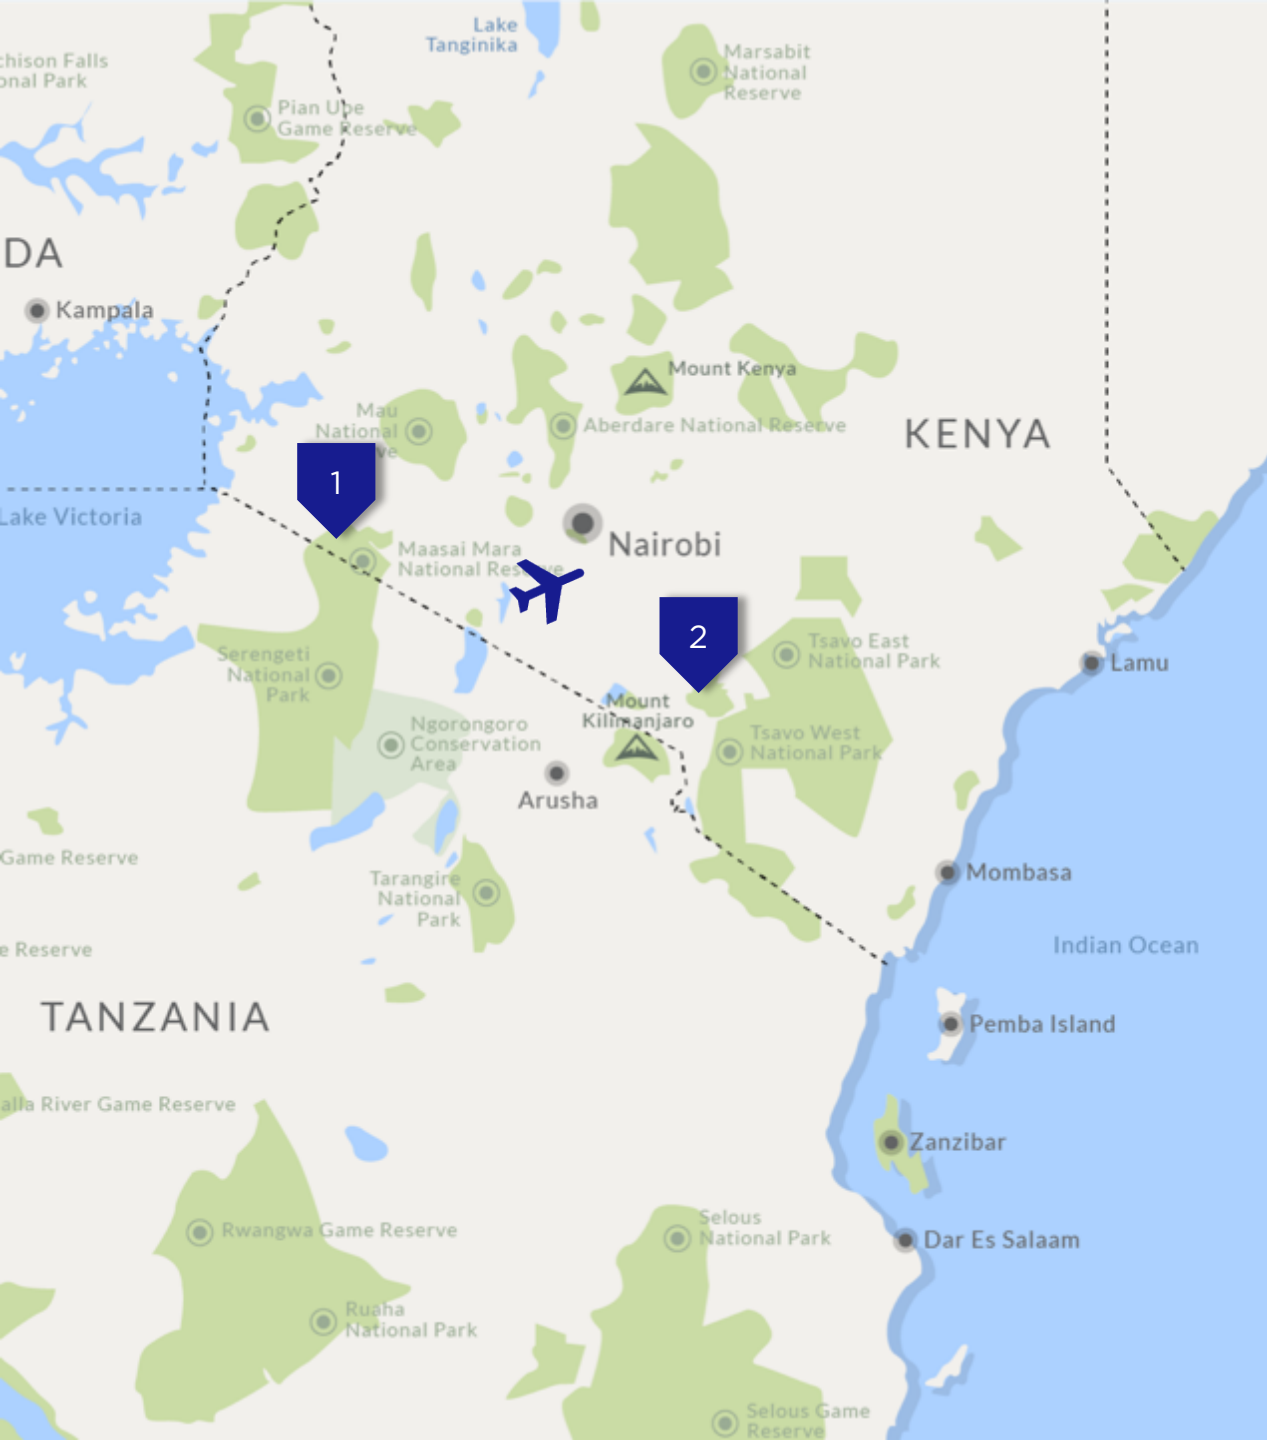 Lake
Tanginika
Marsabit
National
Reserve
chison Falls
onal Park
Pian Upe
Game Reserve
DA
Kampala
Mount Kenya
Mau
National
ve
Aberdare National Reserve
KENYA
1
Lake Victoria
Nairobi
Maasai Mara
National Reserve
2
Tsavo East
National Park
Lamu
Serengeti
National
Park
Mount
Kilimanjaro
Ngorongoro
Conservation
Area
Tsavo West
National Park
Arusha
Game Reserve
Mombasa
Tarangire
National
Park
e Reserve
Indian Ocean
TANZANIA
Pemba Island
alla River Game Reserve
Zanzibar
Rwangwa Game Reserve
Selous
National Park
Dar Es Salaam
Ruaha
National Park
Selous Game
Reserve